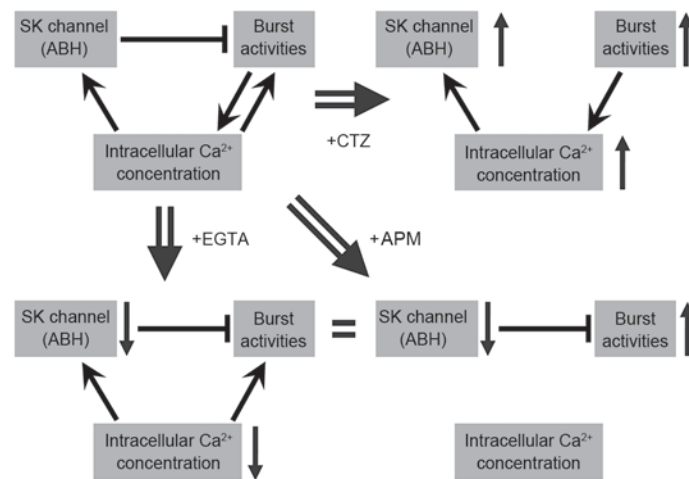 SK channel
(ABH)
Burst
activities
Intracellular Ca²⁺
concentration
+CTZ
SK channel
(ABH)
Burst
activities
Intracellular Ca²⁺
concentration
+EGTA
+APM
SK channel
(ABH)
Burst
activities
Intracellular Ca²⁺
concentration
=
SK channel
(ABH)
Burst
activities
Intracellular Ca²⁺
concentration